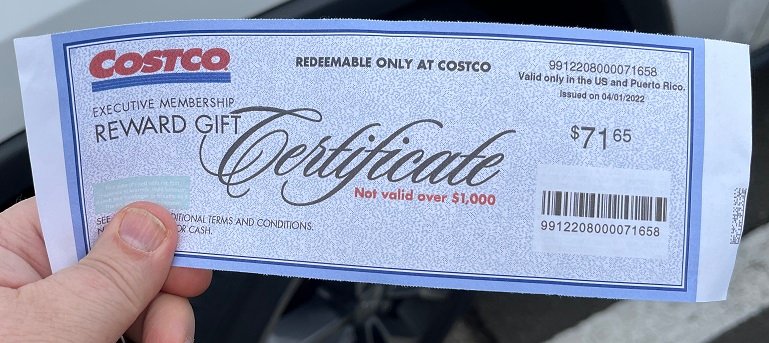 COSTCO
REDEEMABLE ONLY AT COSTCO
9912208000071658
Valid only in the US and Puerto Rico.
Issued on 04/01/2022
EXECUTIVE MEMBERSHIP
REWARD GIFT
Certificate
$71 65
Not valid over $1,000
9912208000071658
SEE DITIONAL TERMS AND CONDITIONS.
OR CASH.